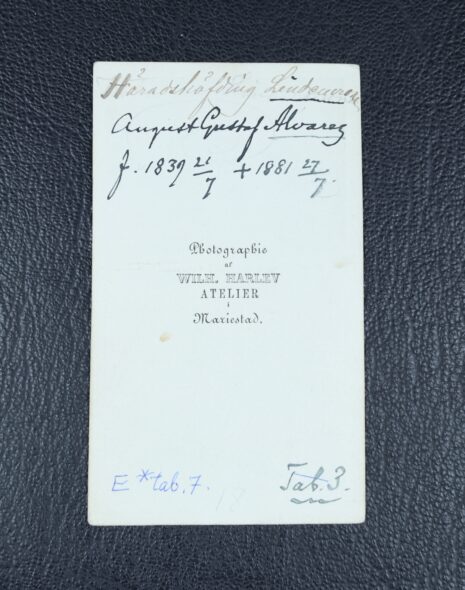 Häradshöfding
August Gustaf Alvarez
f. 1839 21/7 + 1881 27/7
Photographie
af
WILH. HARLEV
ATELIER
i
Mariestad.
E * tab. 7. Tab. 3.